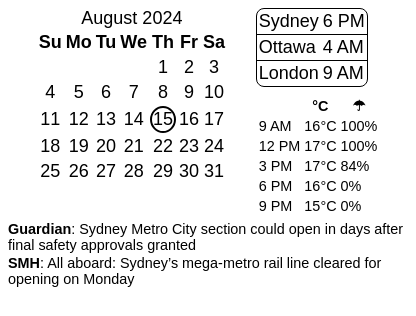 August 2024
Su Mo Tu We Th Fr Sa
1 2 3
4 5 6 7 8 9 10
11 12 13 14 15 16 17
18 19 20 21 22 23 24
25 26 27 28 29 30 31
Sydney 6 PM
Ottawa 4 AM
London 9 AM
°C ☂
9 AM 16°C 100%
12 PM 17°C 100%
3 PM 17°C 84%
6 PM 16°C 0%
9 PM 15°C 0%
Guardian: Sydney Metro City section could open in days after
final safety approvals granted
SMH: All aboard: Sydney’s mega-metro rail line cleared for
opening on Monday